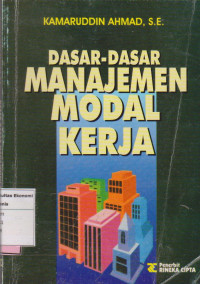 KAMARUDDIN AHMAD, S.E.
DASAR-DASAR
MANAJEMEN
MODAL
KERJA
Penerbit
RINEKA CIPTA